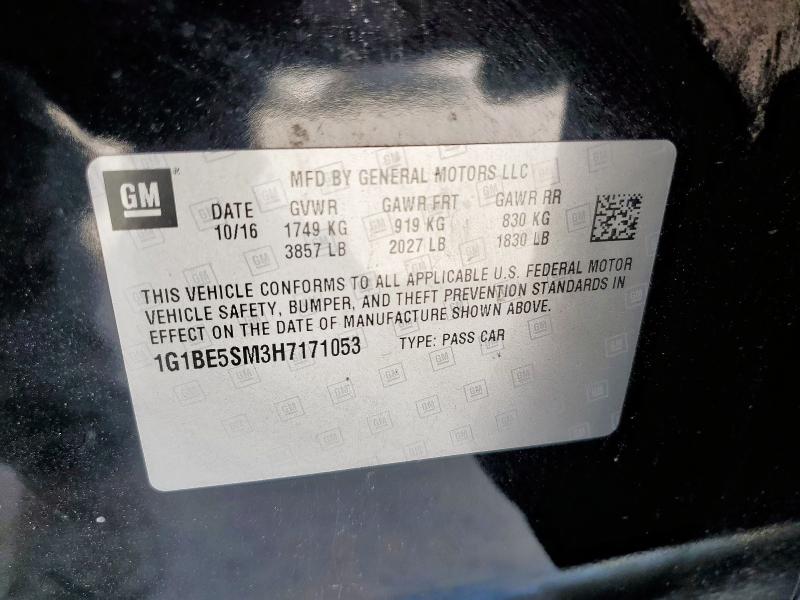 GM
MFD BY GENERAL MOTORS LLC
DATE GVWR GAWR FRT GAWR RR
10/16 1749 KG 919 KG 830 KG
3857 LB 2027 LB 1830 LB
THIS VEHICLE CONFORMS TO ALL APPLICABLE U.S. FEDERAL MOTOR
VEHICLE SAFETY, BUMPER, AND THEFT PREVENTION STANDARDS IN
EFFECT ON THE DATE OF MANUFACTURE SHOWN ABOVE.
1G1BE5SM3H7171053 TYPE: PASS CAR